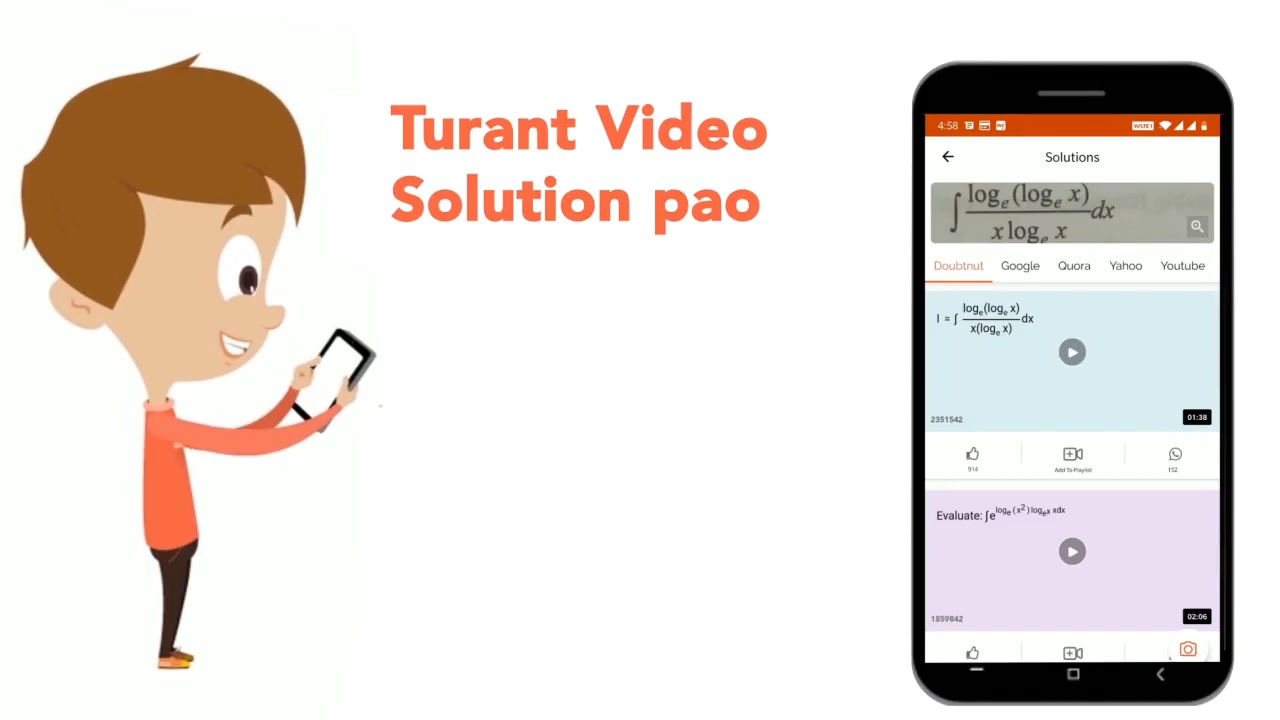 Turant Video
Solution pao
4:58
VoLTE1
Solutions
∫ logₑ(logₑ x) / x logₑ x dx
Doubtnut Google Quora Yahoo Youtube
I = ∫ logₑ(logₑ x) / x(logₑ x) dx
2351542 01:38
914 Add To Playlist 152
Evaluate: ∫e^logₑ(x²)logₑx xdx
1859842 02:06